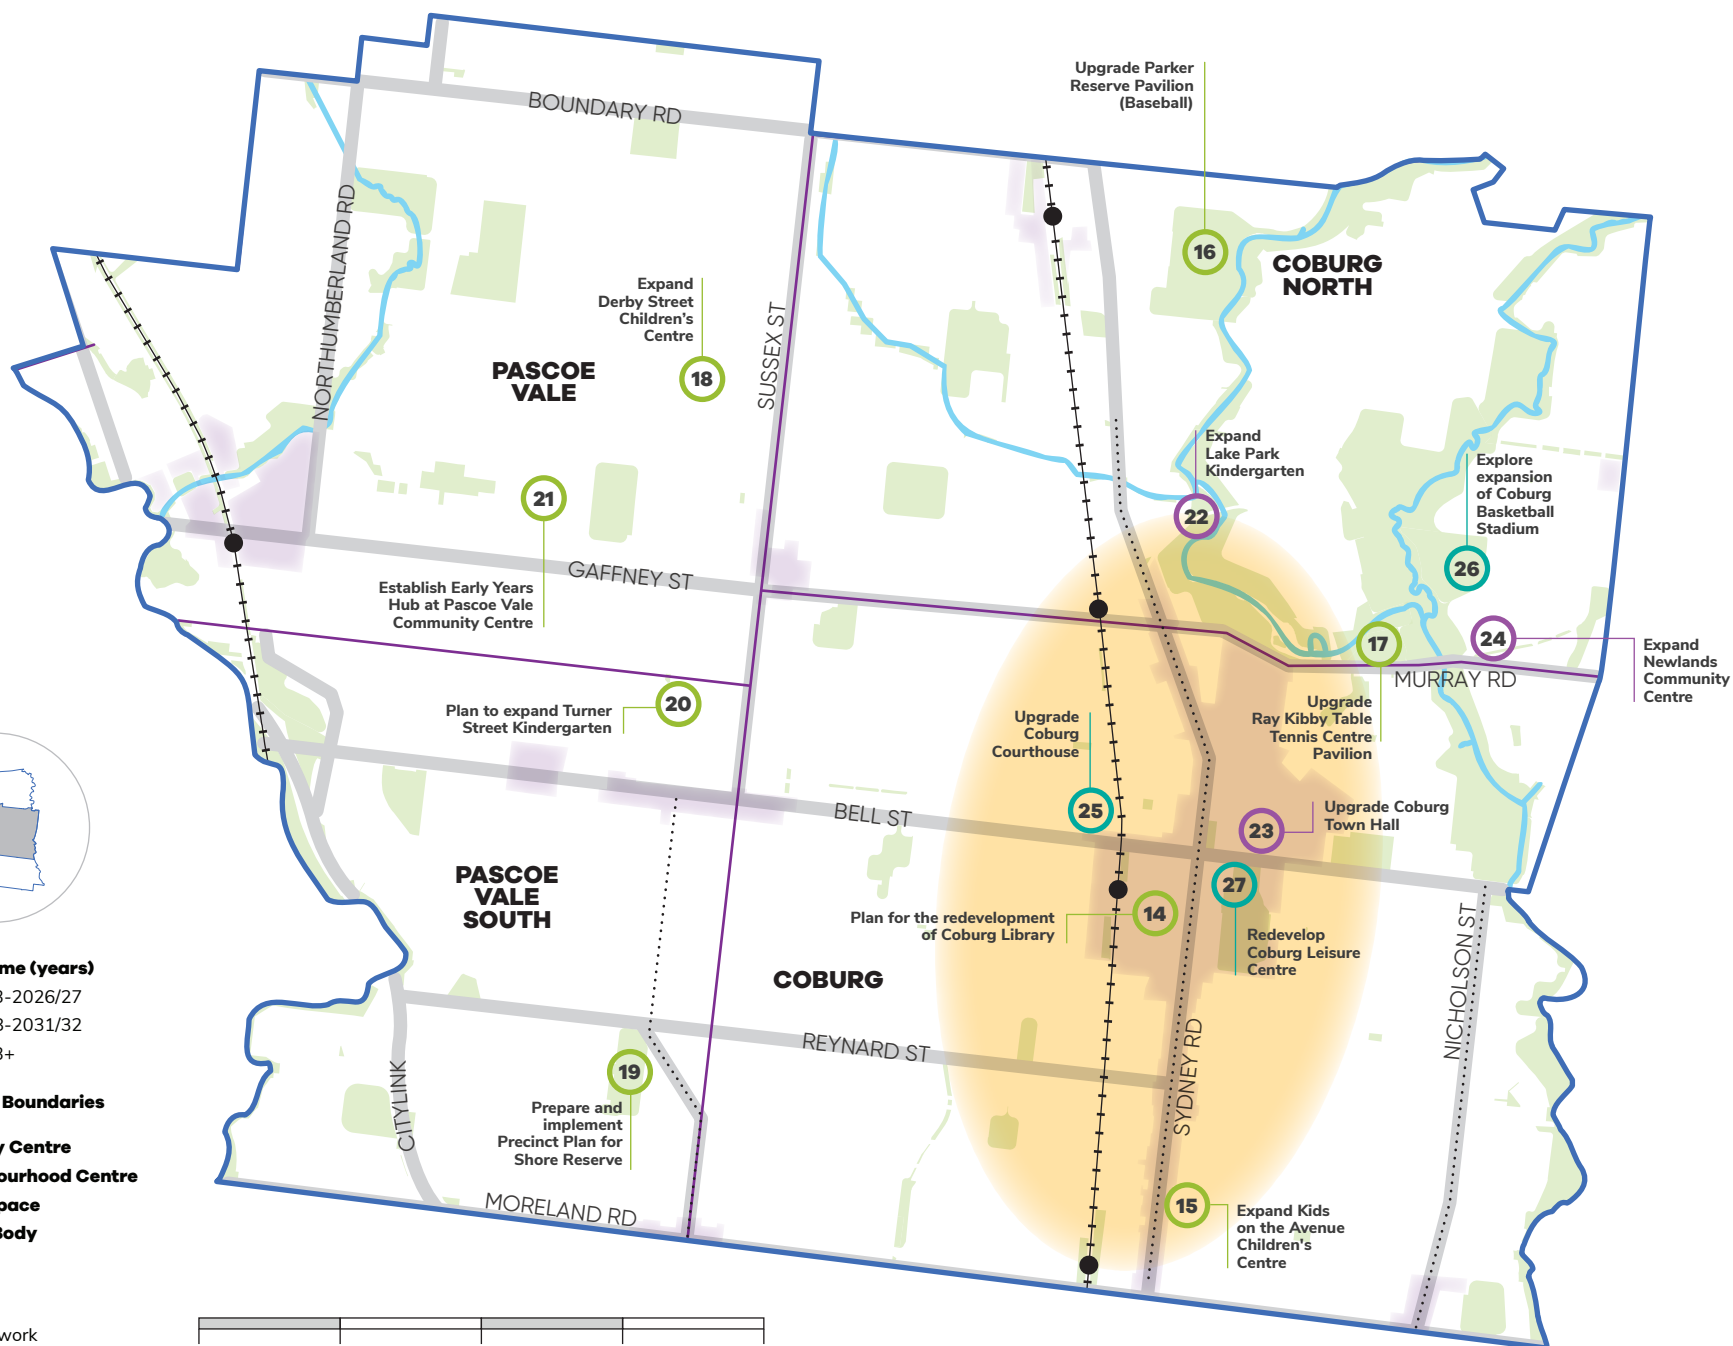 BOUNDARY RD
Upgrade Parker
Reserve Pavilion
(Baseball)
16
COBURG
NORTH
NORTHUMBERLAND RD
Expand
Derby Street
Children's
Centre
18
SUSSEX ST
PASCOE
VALE
21
Establish Early Years
Hub at Pascoe Vale
Community Centre
GAFFNEY ST
Expand
Lake Park
Kindergarten
22
Explore
expansion
of Coburg
Basketball
Stadium
26
17
24
Expand
Newlands
Community
Centre
MURRAY RD
Upgrade
Ray Kibby Table
Tennis Centre
Pavilion
20
Plan to expand Turner
Street Kindergarten
Upgrade
Coburg
Courthouse
25
BELL ST
23
Upgrade Coburg
Town Hall
27
Redevelop
Coburg Leisure
Centre
14
Plan for the redevelopment
of Coburg Library
PASCOE
VALE
SOUTH
COBURG
NICHOLSON ST
REYNARD ST
SYDNEY RD
CITYLINK
19
Prepare and
implement
Precinct Plan for
Shore Reserve
MORELAND RD
15
Expand Kids
on the Avenue
Children's
Centre
me (years)
3-2026/27
3-2031/32
3+
Boundaries
y Centre
ourhood Centre
pace
Body
work